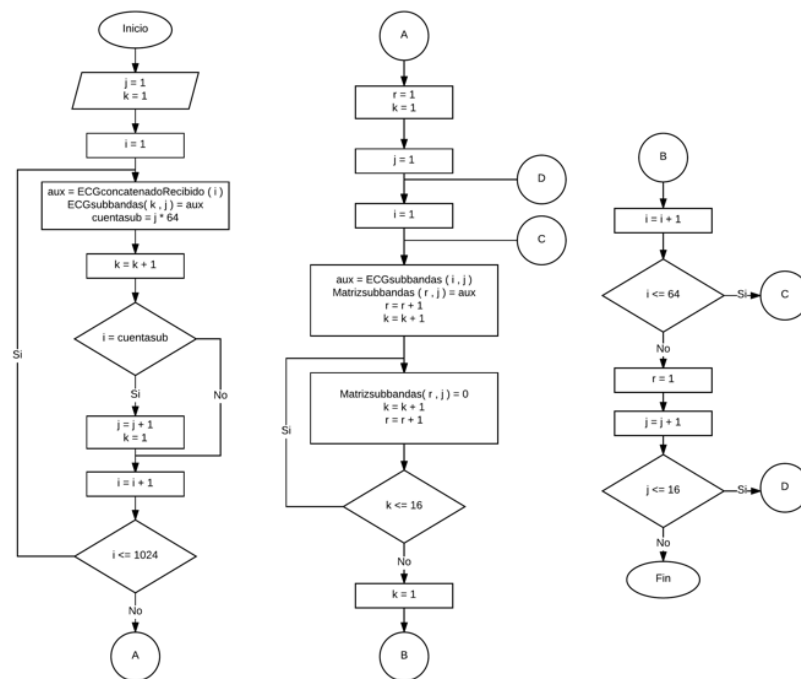 Inicio
j = 1
k = 1
i = 1
aux = ECGconcatenadoRecibido ( i )
ECGsubbandas( k , j ) = aux
cuentasub = j * 64
k = k + 1
i = cuentasub
Si
No
Si
j = j + 1
k = 1
i = i + 1
i <= 1024
No
A
A
r = 1
k = 1
j = 1
D
i = 1
C
aux = ECGsubbandas ( i , j )
Matrizsubbandas ( r , j ) = aux
r = r + 1
k = k + 1
Matrizsubbandas( r , j ) = 0
k = k + 1
r = r + 1
Si
k <= 16
No
k = 1
B
B
i = i + 1
i <= 64
Si
C
No
r = 1
j = j + 1
j <= 16
Si
D
No
Fin